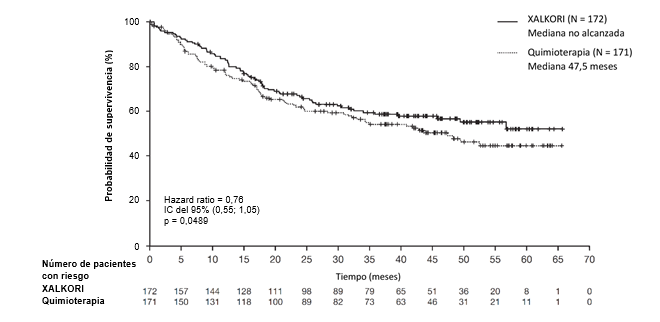 XALKORI (N = 172)
Mediana no alcanzada
Quimioterapia (N = 171)
Mediana 47,5 meses
Probabilidad de supervivencia (%)
100
80
60
40
20
0
Hazard ratio = 0,76
IC del 95% (0,55; 1,05)
p = 0,0489
0 5 10 15 20 25 30 35 40 45 50 55 60 65 70
Tiempo (meses)
Número de pacientes
con riesgo
XALKORI 172 157 144 128 111 98 89 79 65 51 36 20 8 1 0
Quimioterapia 171 150 131 118 100 89 82 73 63 46 31 21 11 1 0